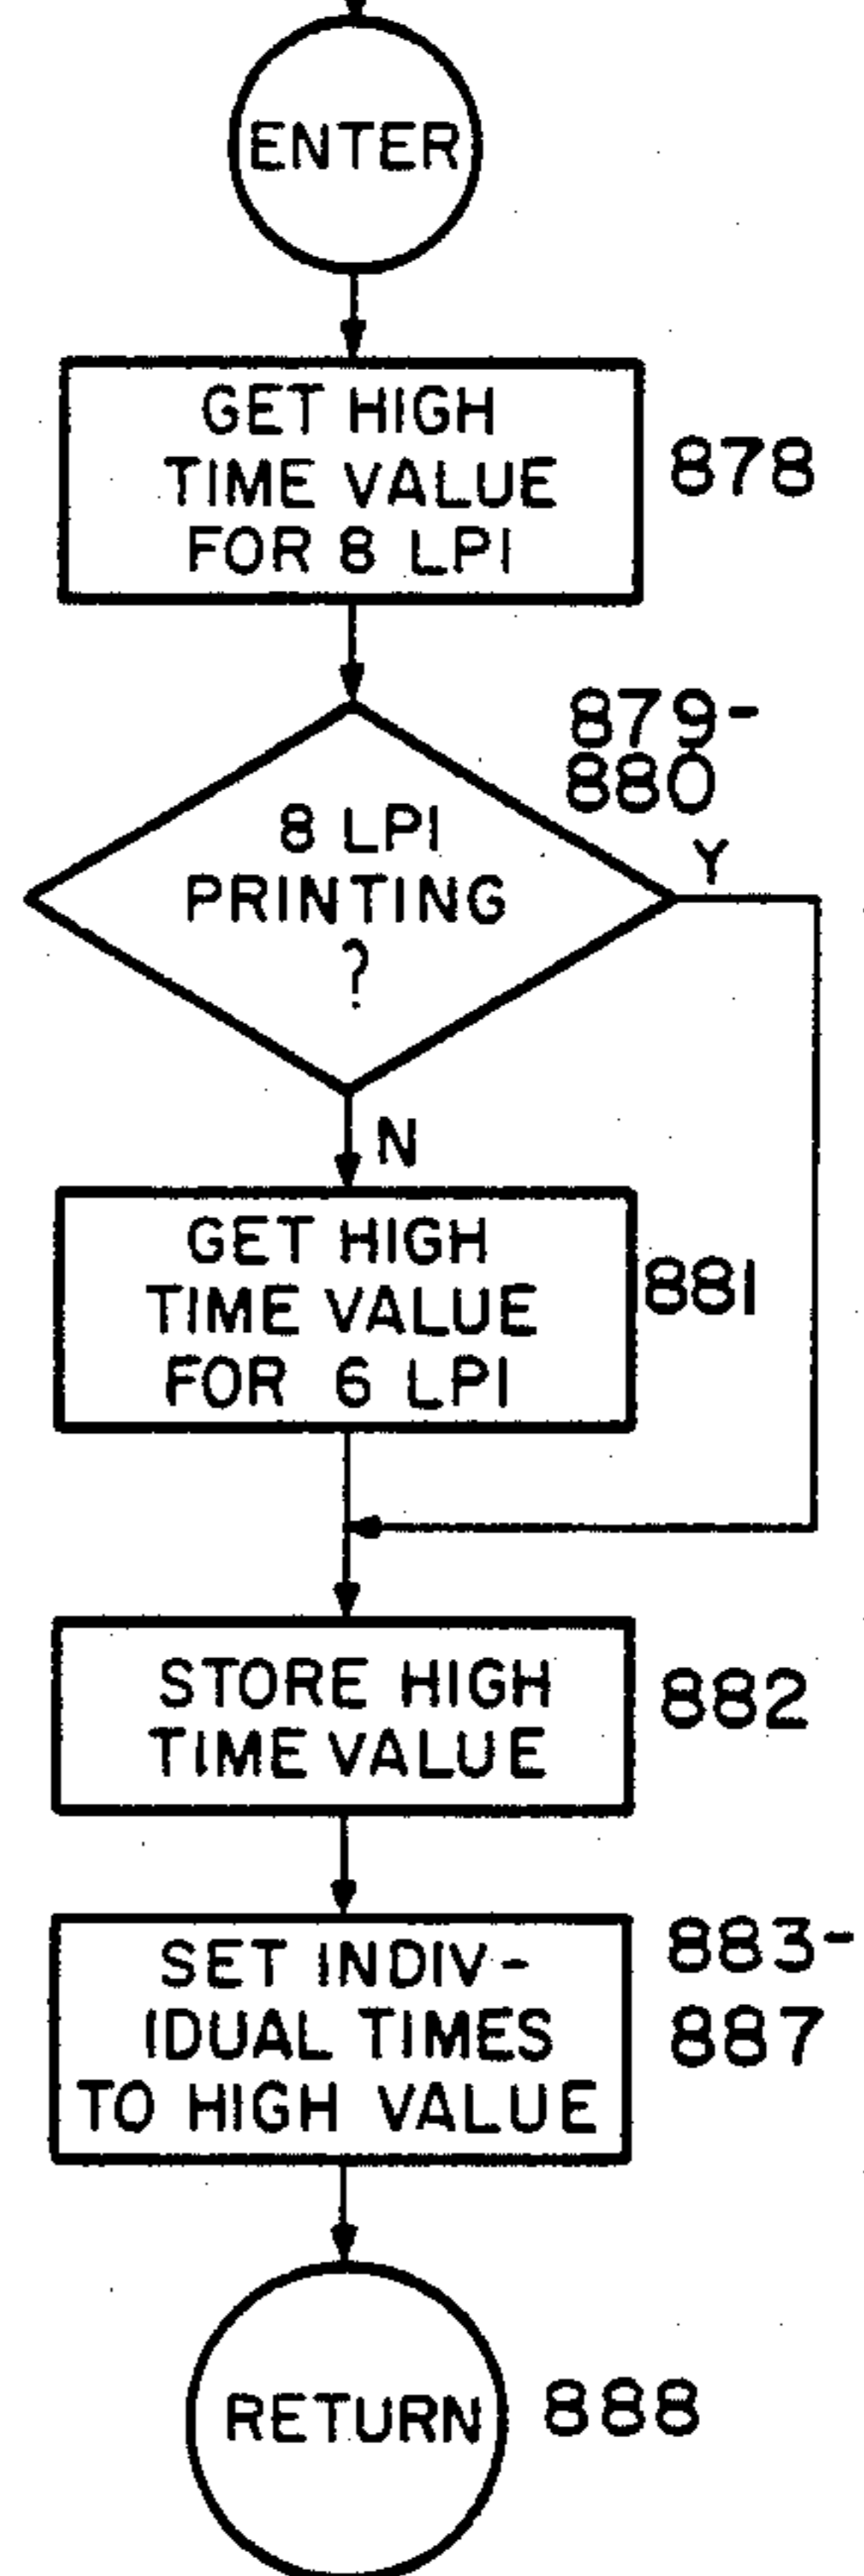 ENTER
GET HIGH
TIME VALUE
FOR 8 LPI
878
879-
880
8 LPI
PRINTING
?
Y
N
GET HIGH
TIME VALUE
FOR 6 LPI
881
STORE HIGH
TIME VALUE
882
SET INDIV-
IDUAL TIMES
TO HIGH VALUE
883-
887
RETURN
888